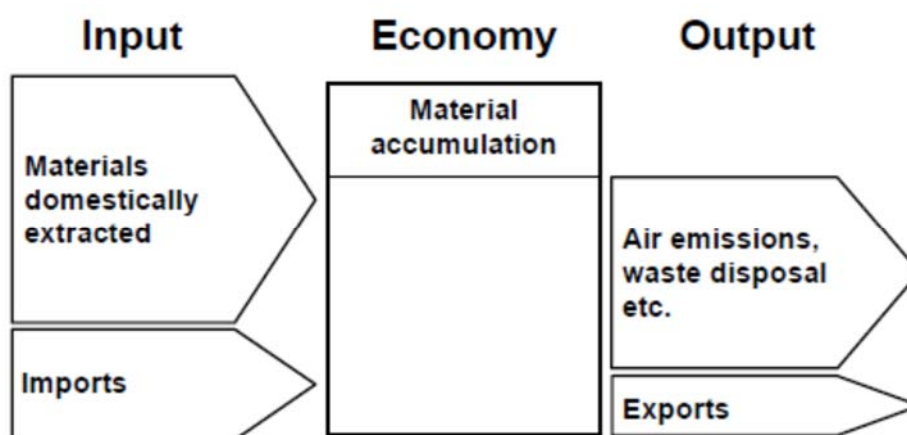 Input
Economy
Output
Materials
domestically
extracted
Imports
Material
accumulation
Air emissions,
waste disposal
etc.
Exports